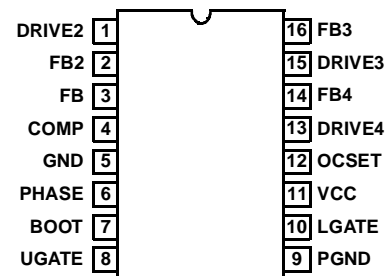 DRIVE2 1 16 FB3
FB2 2 15 DRIVE3
FB 3 14 FB4
COMP 4 13 DRIVE4
GND 5 12 OCSET
PHASE 6 11 VCC
BOOT 7 10 LGATE
UGATE 8 9 PGND